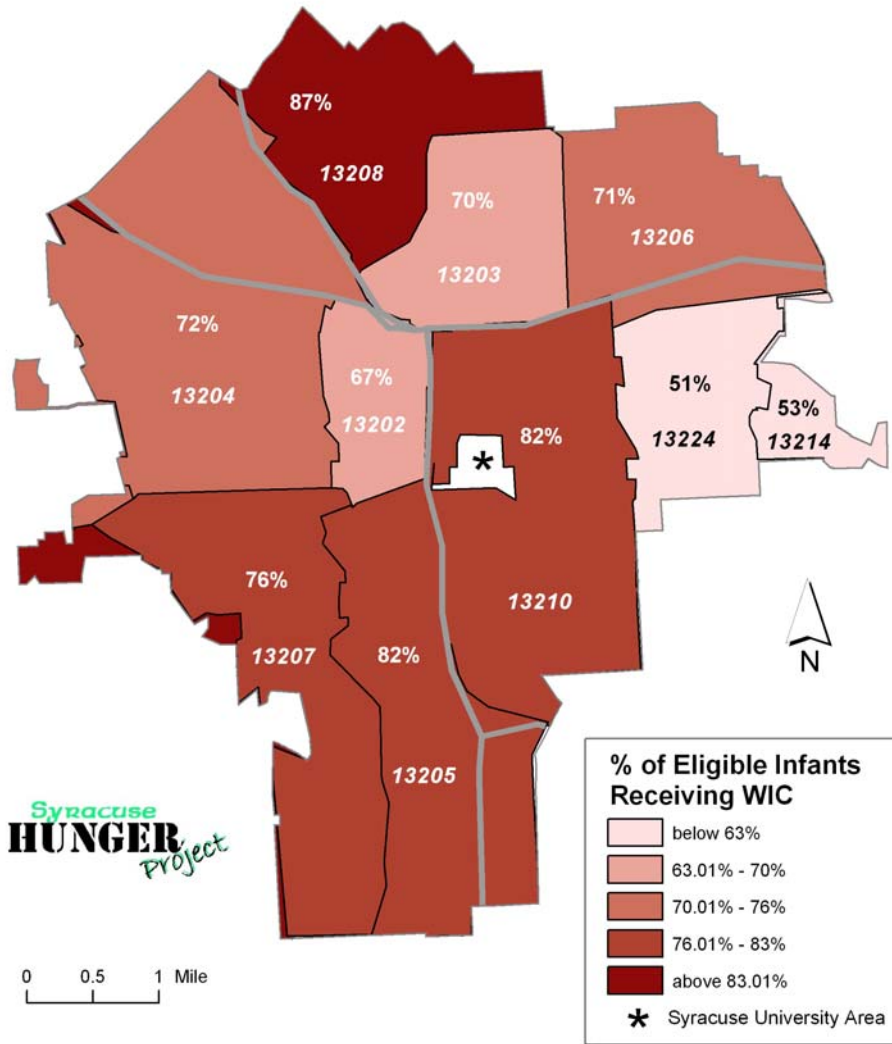 87%
13208
70%
13203
71%
13206
72%
13204
67%
13202
82%
*
51%
13224
53%
13214
76%
13207
82%
13210
13205
N
Syracuse
HUNGER
Project
0 0.5 1 Mile
% of Eligible Infants
Receiving WIC
below 63%
63.01% - 70%
70.01% - 76%
76.01% - 83%
above 83.01%
* Syracuse University Area